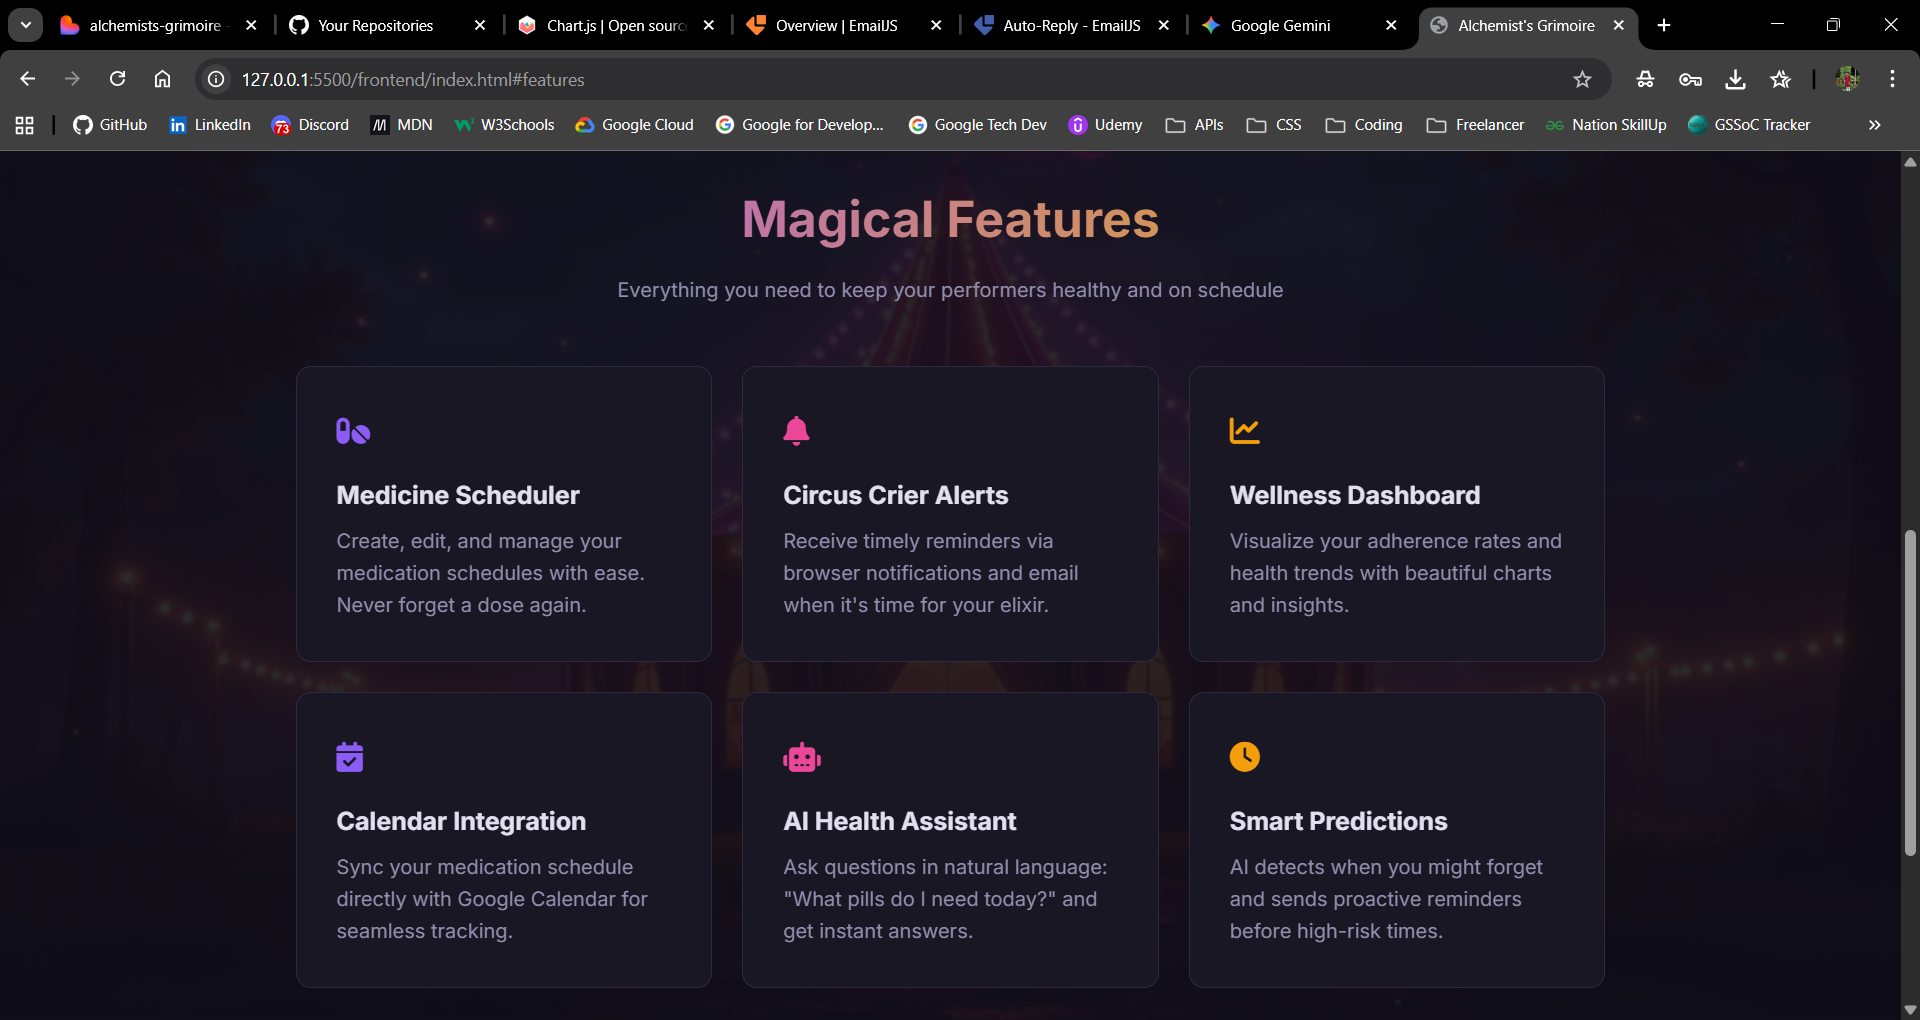 alchemists-grimoire
Your Repositories
Chart.js | Open sourc
Overview | EmailJS
Auto-Reply - EmailJS
Google Gemini
Alchemist's Grimoire
127.0.0.1:5500/frontend/index.html#features
GitHub
LinkedIn
73
Discord
MDN
W3Schools
Google Cloud
Google for Develop...
Google Tech Dev
Udemy
APIs
CSS
Coding
Freelancer
Nation SkillUp
GSSoC Tracker
Magical Features
Everything you need to keep your performers healthy and on schedule
Medicine Scheduler
Create, edit, and manage your
medication schedules with ease.
Never forget a dose again.
Circus Crier Alerts
Receive timely reminders via
browser notifications and email
when it's time for your elixir.
Wellness Dashboard
Visualize your adherence rates and
health trends with beautiful charts
and insights.
Calendar Integration
Sync your medication schedule
directly with Google Calendar for
seamless tracking.
AI Health Assistant
Ask questions in natural language:
"What pills do I need today?" and
get instant answers.
Smart Predictions
AI detects when you might forget
and sends proactive reminders
before high-risk times.